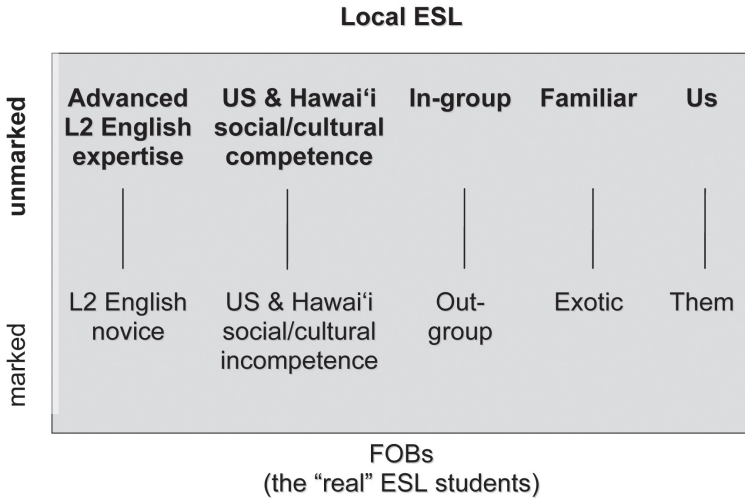 Local ESL
unmarked
Advanced
L2 English
expertise
US & Hawai‘i
social/cultural
competence
In-group
Familiar
Us
marked
L2 English
novice
US & Hawai‘i
social/cultural
incompetence
Out-
group
Exotic
Them
FOBs
(the “real” ESL students)